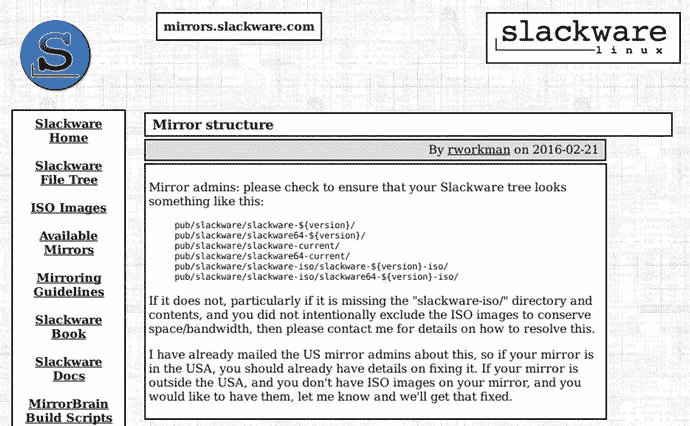 mirrors.slackware.com
slackware
linux
S
Slackware
Home
Slackware
File Tree
ISO Images
Available
Mirrors
Mirroring
Guidelines
Slackware
Book
Slackware
Docs
MirrorBrain
Build Scripts
Mirror structure
By rworkman on 2016-02-21
Mirror admins: please check to ensure that your Slackware tree looks
something like this:
pub/slackware/slackware-${version}/
pub/slackware/slackware64-${version}/
pub/slackware/slackware-current/
pub/slackware/slackware64-current/
pub/slackware/slackware-iso/slackware-${version}-iso/
pub/slackware/slackware-iso/slackware64-${version}-iso/
If it does not, particularly if it is missing the "slackware-iso/" directory and
contents, and you did not intentionally exclude the ISO images to conserve
space/bandwidth, then please contact me for details on how to resolve this.
I have already mailed the US mirror admins about this, so if your mirror is
in the USA, you should already have details on fixing it. If your mirror is
outside the USA, and you don't have ISO images on your mirror, and you
would like to have them, let me know and we'll get that fixed.